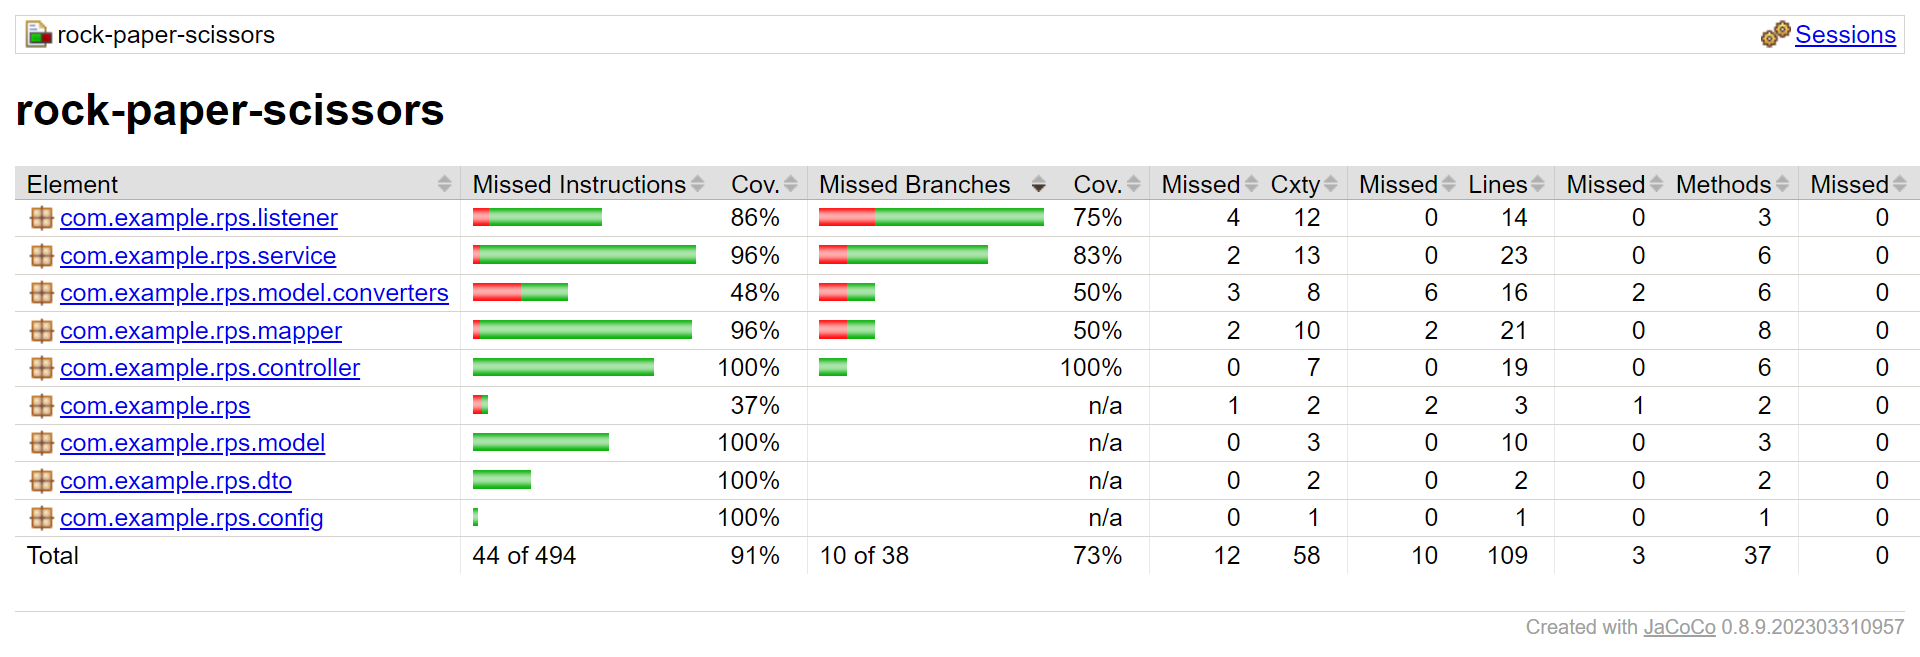 rock-paper-scissors Sessions
rock-paper-scissors
Element Missed Instructions Cov. Missed Branches Cov. Missed Cxty Missed Lines Missed Methods Missed
com.example.rps.listener 86% 75% 4 12 0 14 0 3 0
com.example.rps.service 96% 83% 2 13 0 23 0 6 0
com.example.rps.model.converters 48% 50% 3 8 6 16 2 6 0
com.example.rps.mapper 96% 50% 2 10 2 21 0 8 0
com.example.rps.controller 100% 100% 0 7 0 19 0 6 0
com.example.rps 37% n/a 1 2 2 3 1 2 0
com.example.rps.model 100% n/a 0 3 0 10 0 3 0
com.example.rps.dto 100% n/a 0 2 0 2 0 2 0
com.example.rps.config 100% n/a 0 1 0 1 0 1 0
Total 44 of 494 91% 10 of 38 73% 12 58 10 109 3 37 0
Created with JaCoCo 0.8.9.202303310957